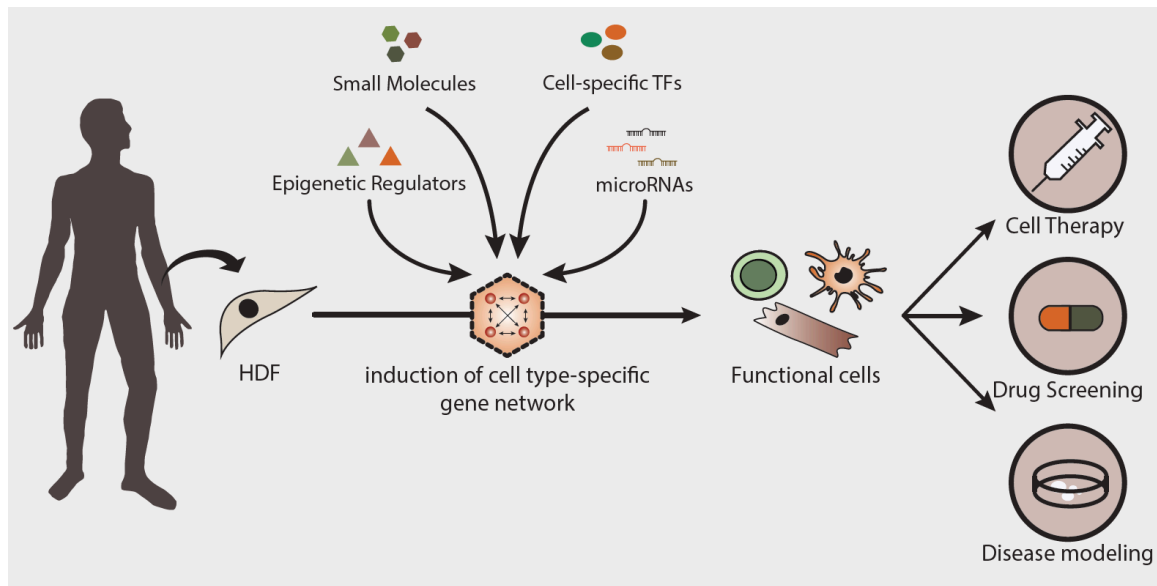 Small Molecules
Cell-specific TFs
Epigenetic Regulators
microRNAs
HDF
induction of cell type-specific
gene network
Functional cells
Cell Therapy
Drug Screening
Disease modeling